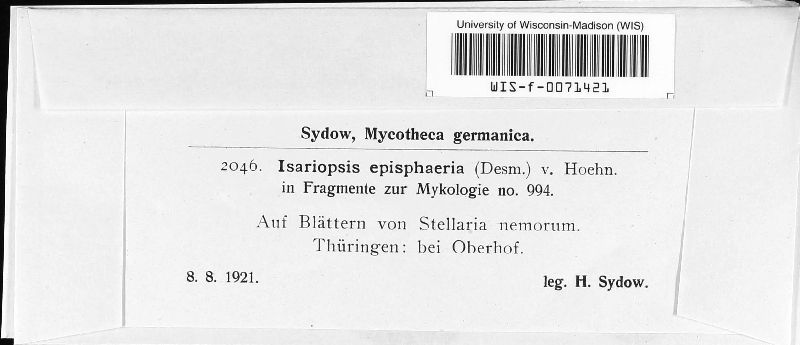 University of Wisconsin-Madison (WIS)
WIS-f-0071421
Sydow, Mycotheca germanica.
2046. Isariopsis episphaeria (Desm.) v. Hoehn.
in Fragmente zur Mykologie no. 994.
Auf Blättern von Stellaria nemorum.
Thüringen: bei Oberhof.
8. 8. 1921.
leg. H. Sydow.